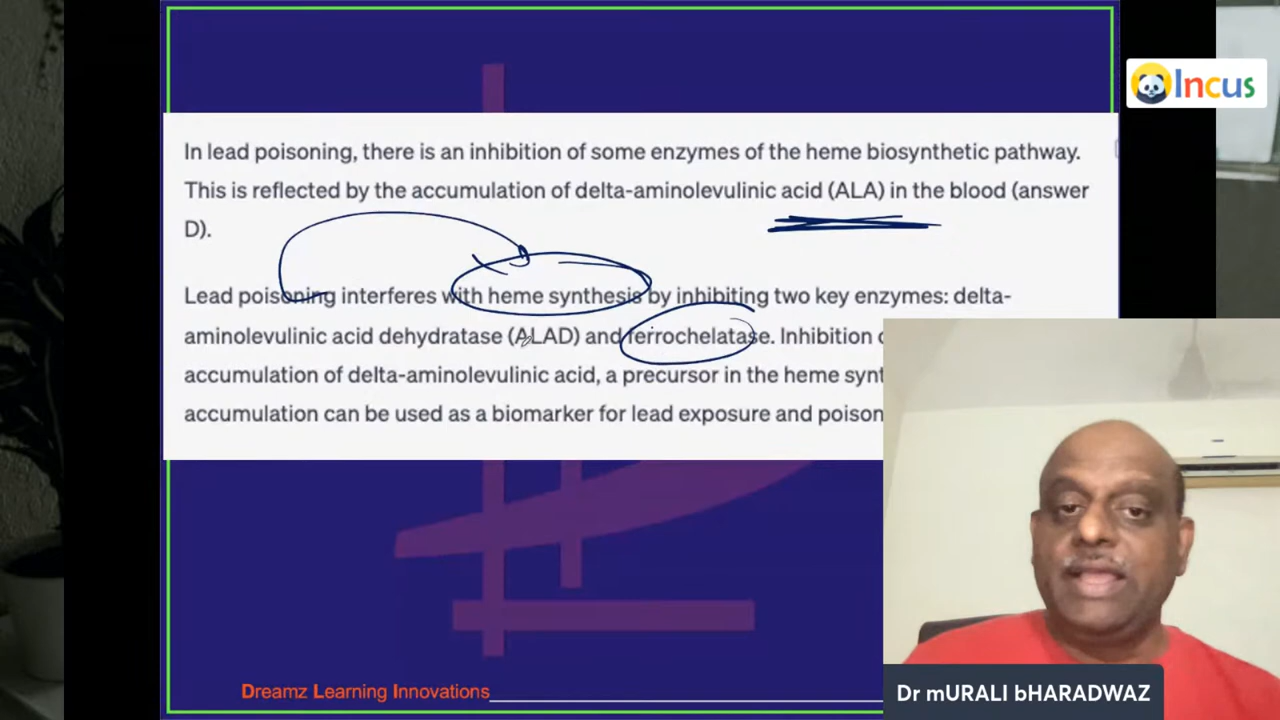 Incus
In lead poisoning, there is an inhibition of some enzymes of the heme biosynthetic pathway.
This is reflected by the accumulation of delta-aminolevulinic acid (ALA) in the blood (answer
D).
Lead poisoning interferes with heme synthesis by inhibiting two key enzymes: delta-
aminolevulinic acid dehydratase (ALAD) and ferrochelatase. Inhibition
accumulation of delta-aminolevulinic acid, a precursor in the heme
accumulation can be used as a biomarker for lead exposure and
Dreamz Learning Innovations
Dr mURALI bHARADWAZ